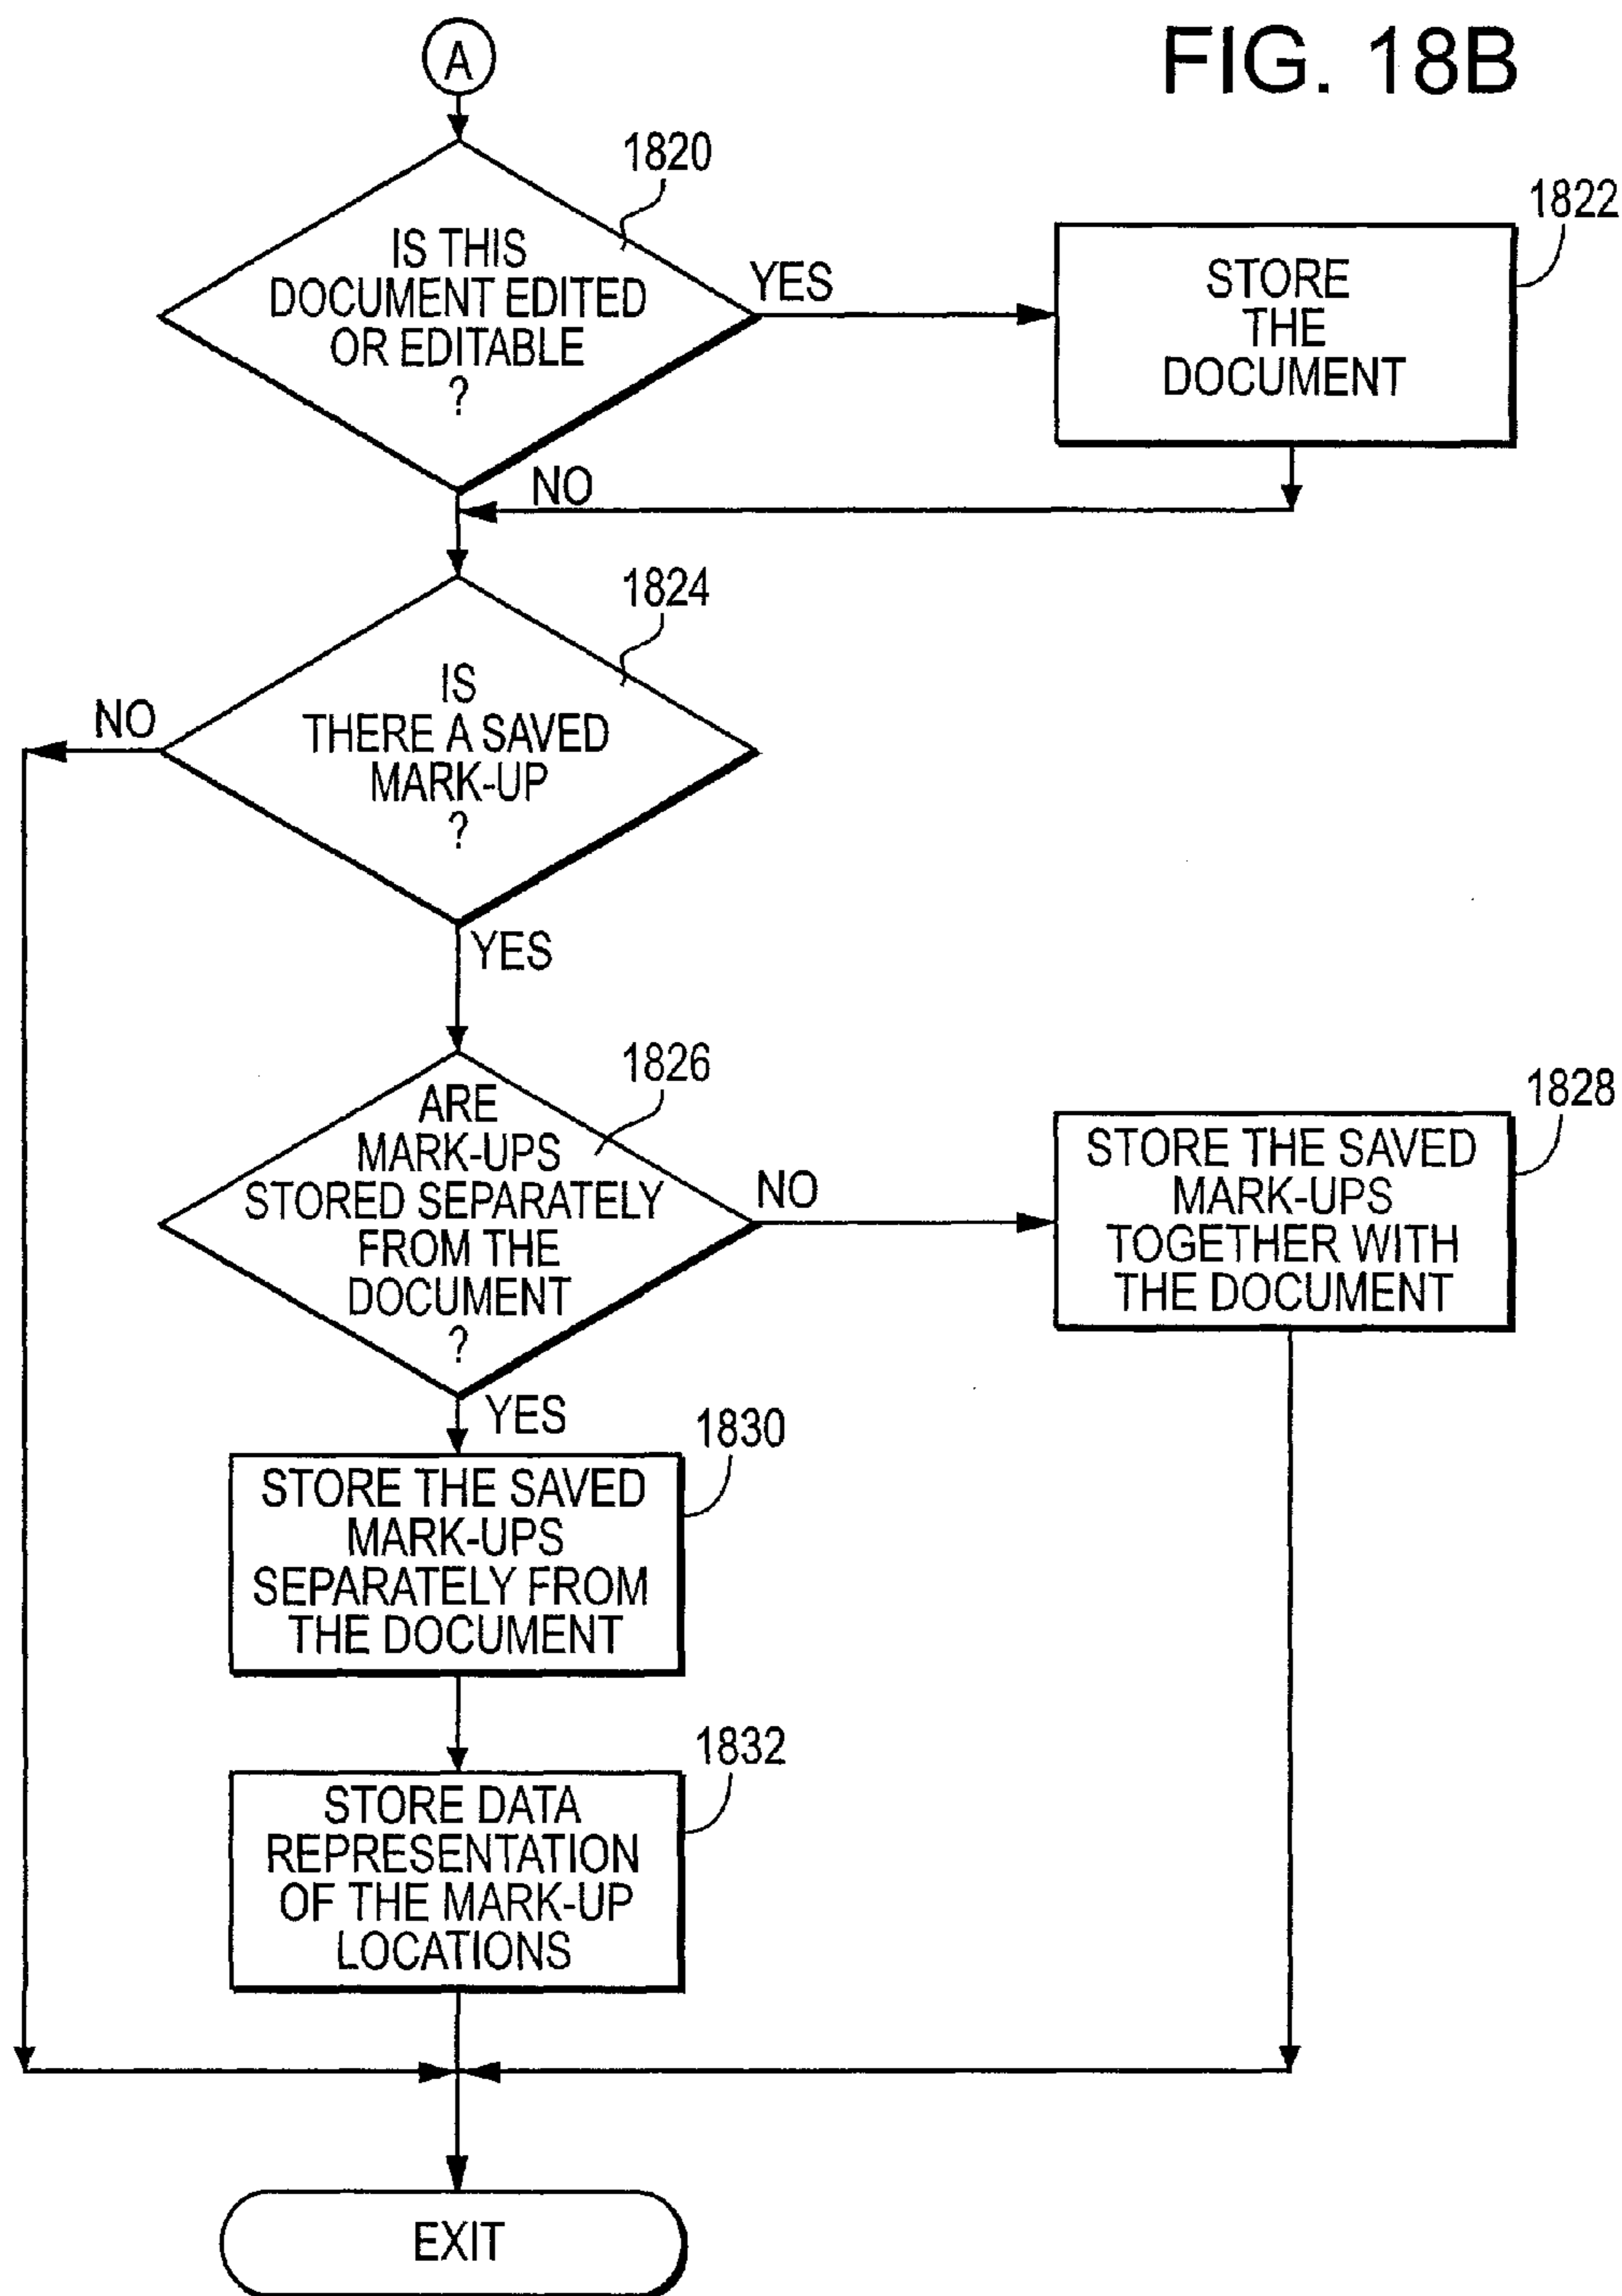 FIG. 18B
A
1820
IS THIS
DOCUMENT EDITED
OR EDITABLE
?
YES
1822
STORE
THE
DOCUMENT
NO
1824
IS
THERE A SAVED
MARK-UP
?
NO
YES
1826
ARE
MARK-UPS
STORED SEPARATELY
FROM THE
DOCUMENT
?
NO
1828
STORE THE SAVED
MARK-UPS
TOGETHER WITH
THE DOCUMENT
YES
1830
STORE THE SAVED
MARK-UPS
SEPARATELY FROM
THE DOCUMENT
1832
STORE DATA
REPRESENTATION
OF THE MARK-UP
LOCATIONS
EXIT